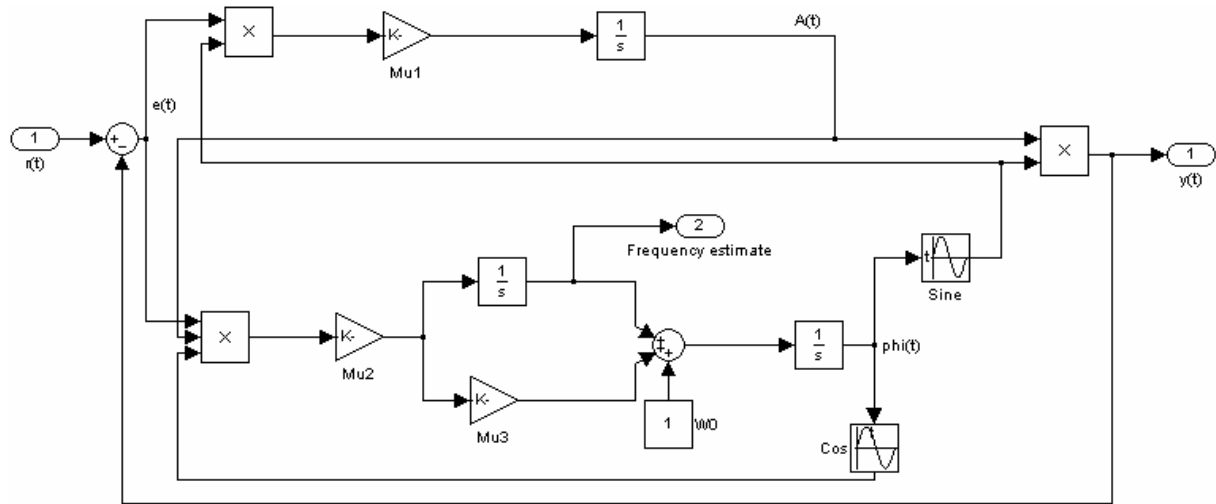 A(t)
×
K-
1
s
Mu1
e(t)
1
r(t)
+
−
×
1
y(t)
2
Frequency estimate
1
s
t
Sine
×
K-
Mu2
+
+
+
1
s
phi(t)
K-
Mu3
1
W0
Cos